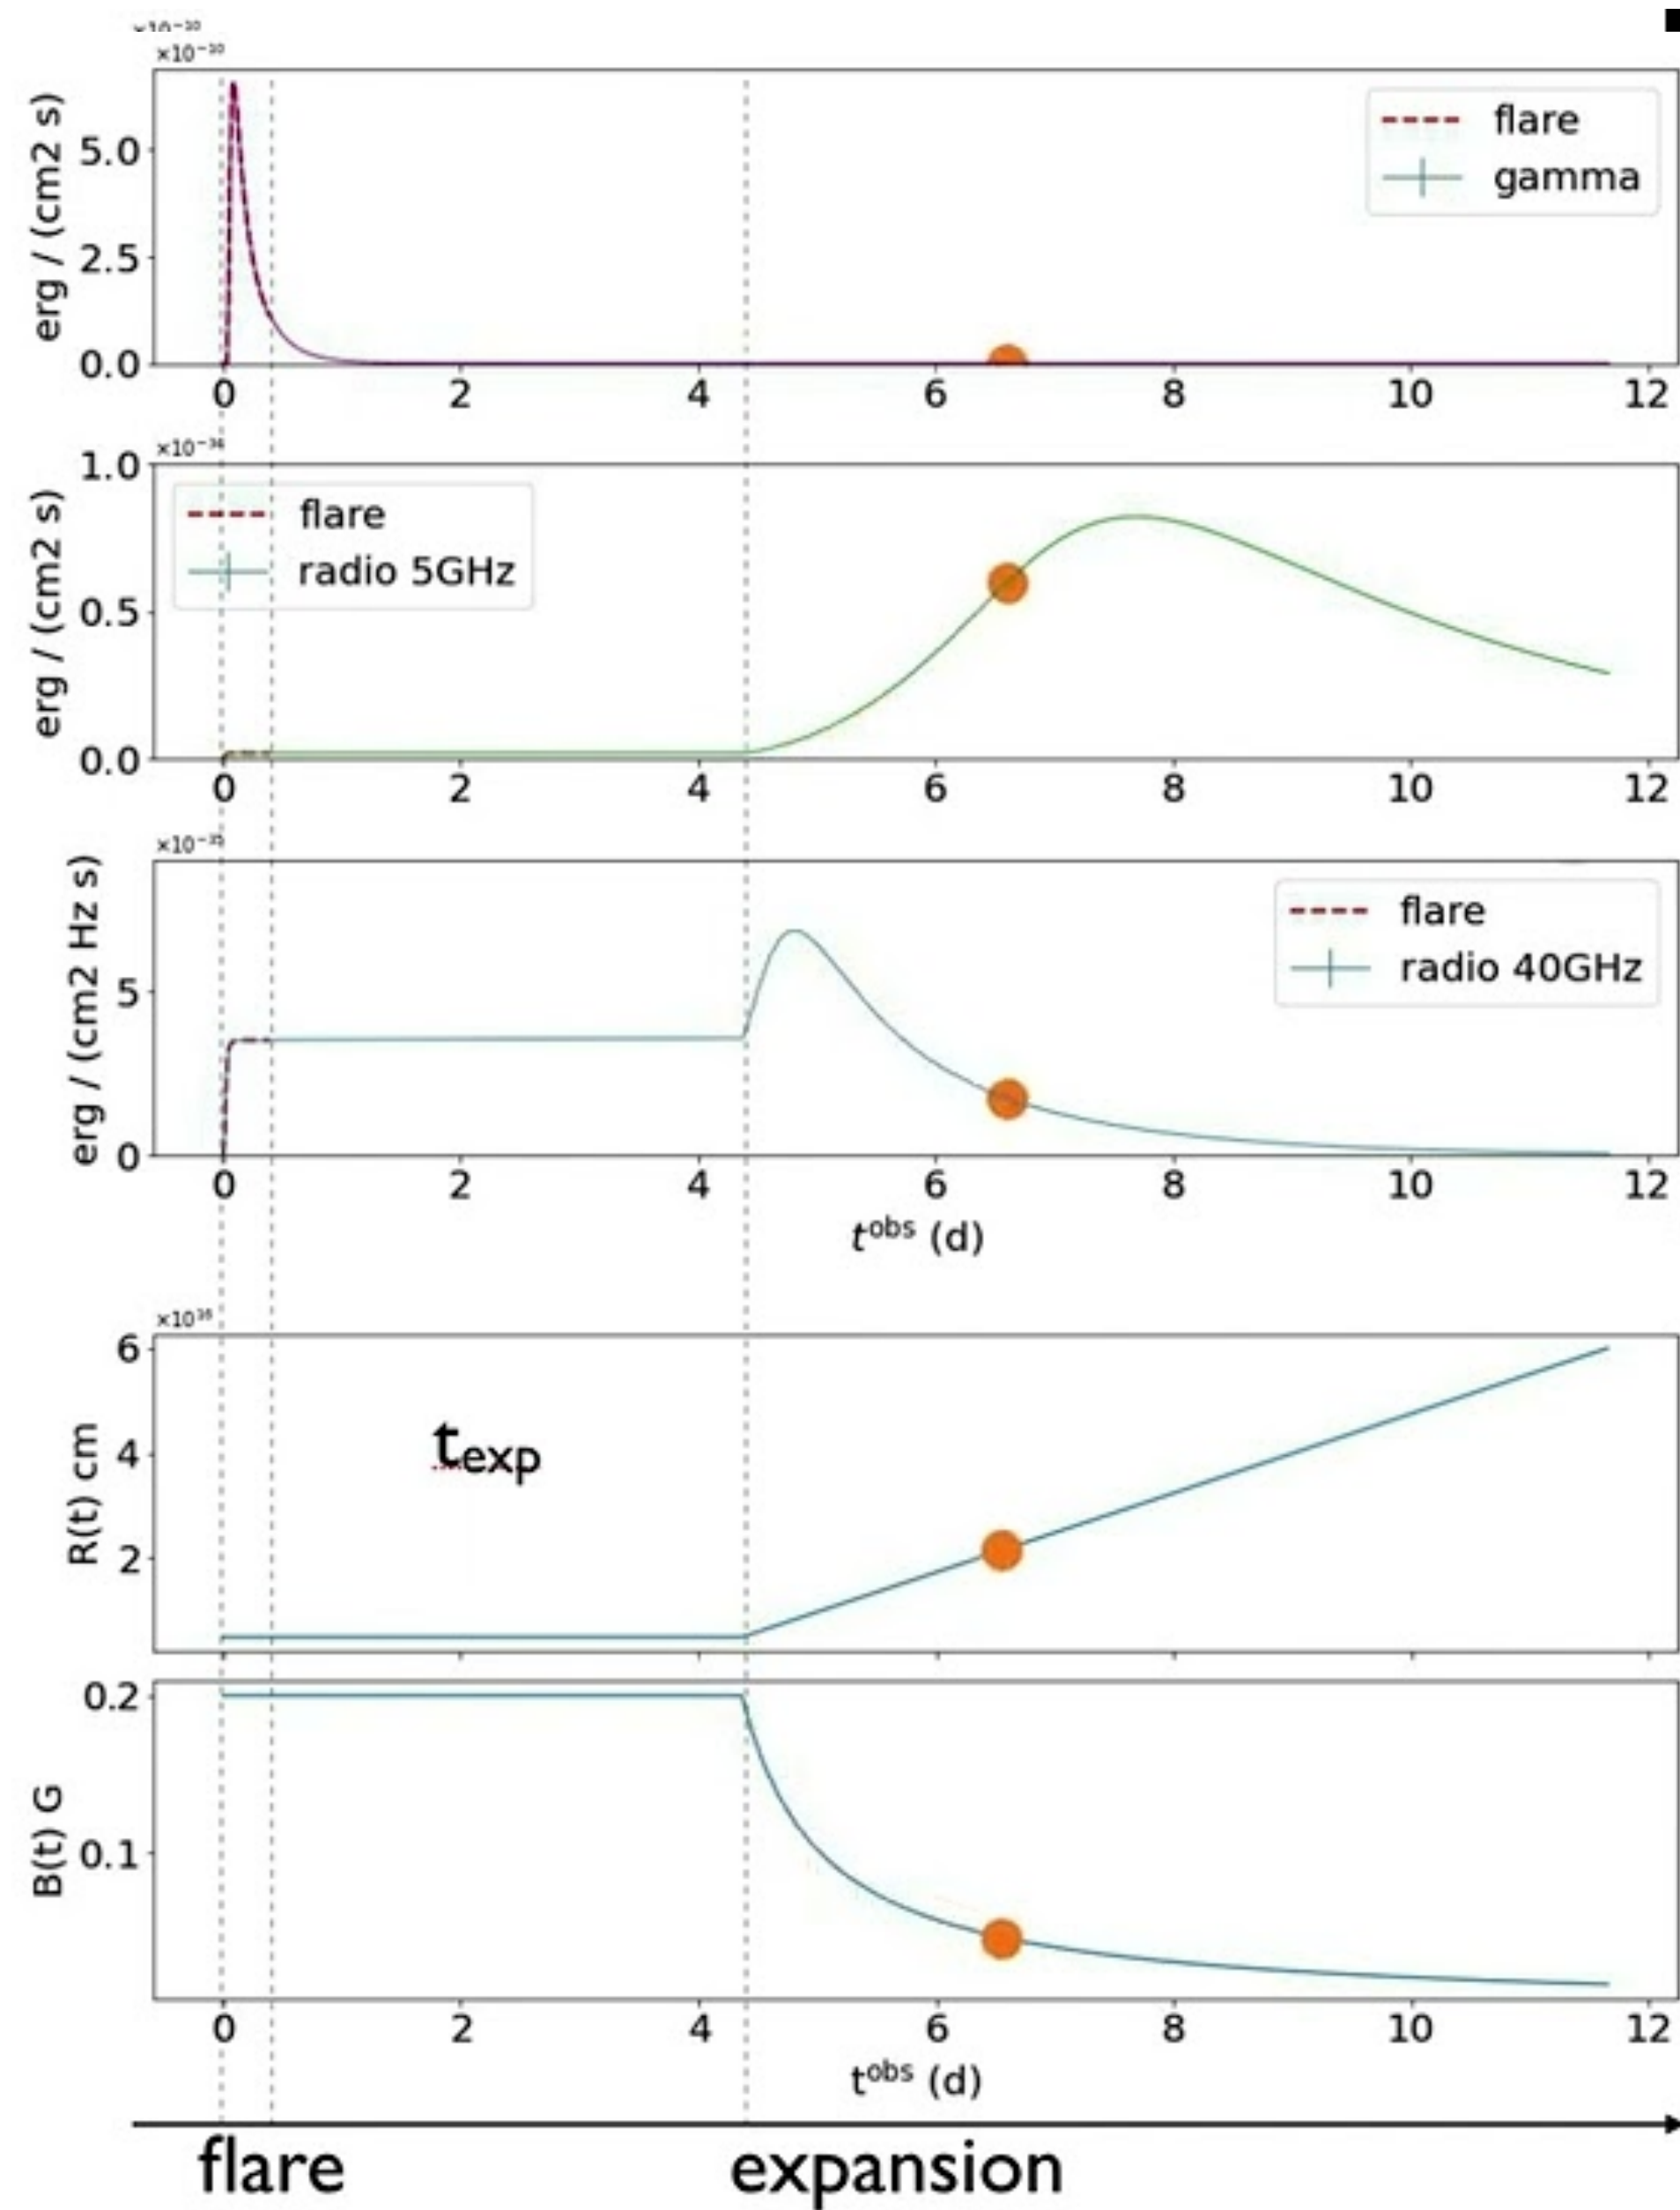 ×10⁻¹⁰
erg / (cm2 s)
5.0
2.5
0.0
flare
gamma
0 2 4 6 8 10 12
erg / (cm2 s)
1.0
0.5
0.0
flare
radio 5GHz
0 2 4 6 8 10 12
erg / (cm2 Hz s)
5
0
flare
radio 40GHz
0 2 4 6 8 10 12
t^obs (d)
R(t) cm
6
4
2
t_exp
B(t) G
0.2
0.1
0 2 4 6 8 10 12
t^obs (d)
flare expansion